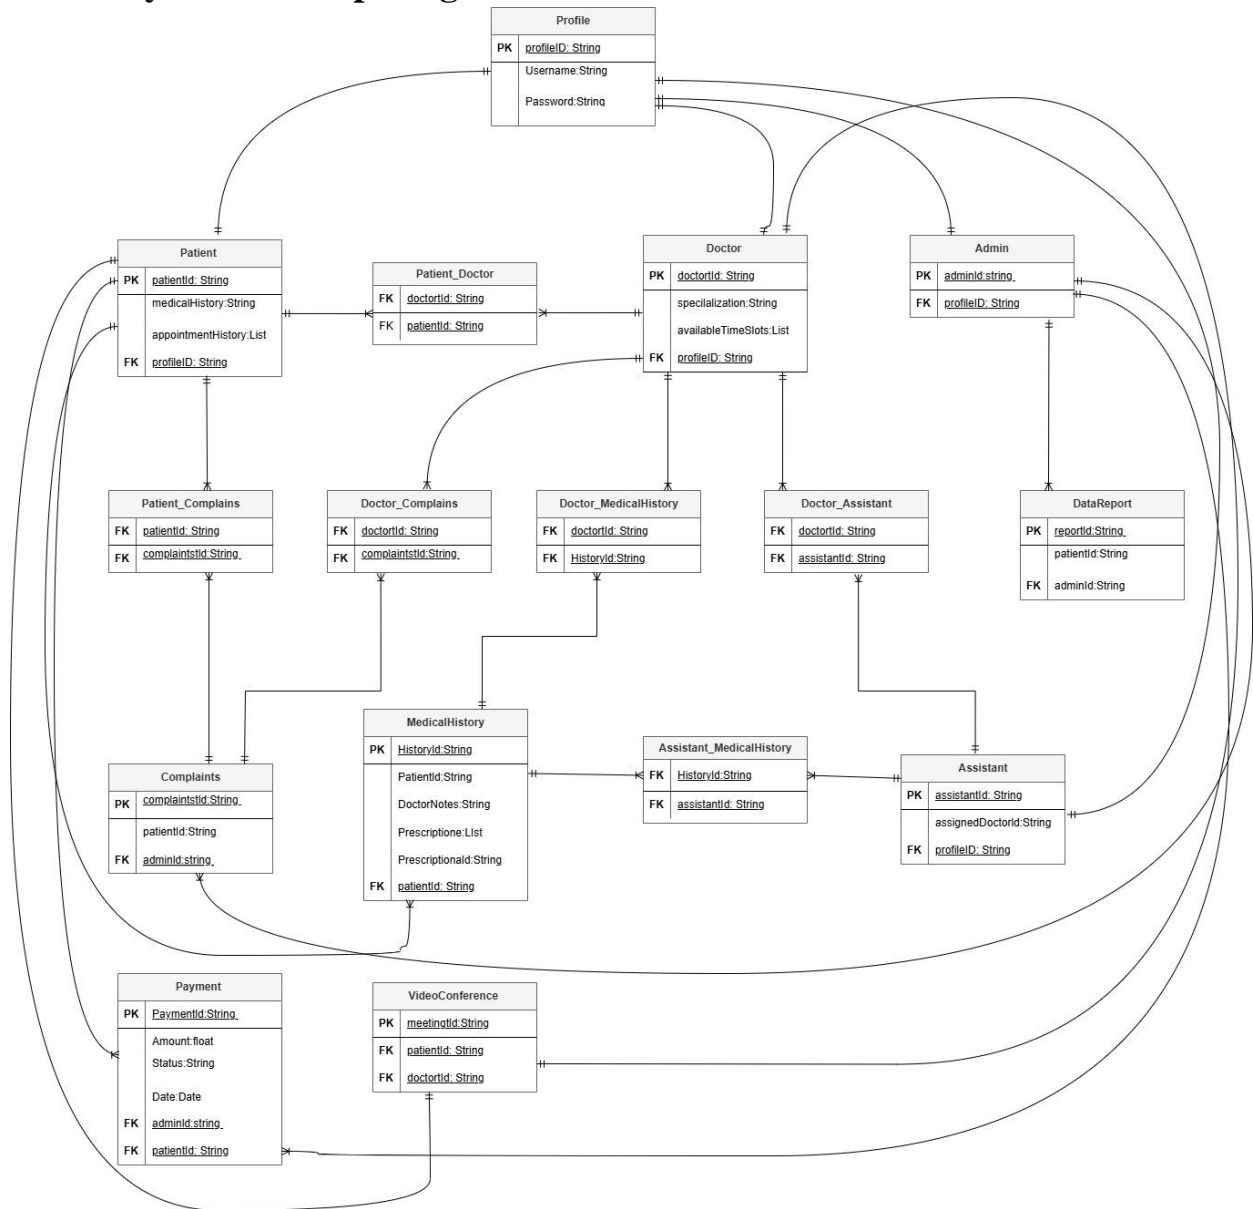 Profile
PK profileID: String
Username:String
Password:String
Patient
PK patientId: String
medicalHistory:String
appointmentHistory:List
FK profileID: String
Patient_Doctor
FK doctortId: String
FK patientId: String
Doctor
PK doctortId: String
specilalization:String
availableTimeSlots:List
FK profileID: String
Admin
PK adminId:string
FK profileID: String
Patient_Complains
FK patientId: String
FK complaintstId:String
Doctor_Complains
FK doctortId: String
FK complaintstId:String
Doctor_MedicalHistory
FK doctortId: String
FK HistoryId:String
Doctor_Assistant
FK doctortId: String
FK assistantId: String
DataReport
PK reportId:String
patientId:String
FK adminId:String
Complaints
PK complaintstId:String
patientId:String
FK adminId:string
MedicalHistory
PK HistoryId:String
PatientId:String
DoctorNotes:String
Prescriptione:LIst
Prescriptionald:String
FK patientId: String
Assistant_MedicalHistory
FK HistoryId:String
FK assistantId: String
Assistant
PK assistantId: String
assignedDoctorId:String
FK profileID: String
Payment
PK PaymentId:String
Amount:float
Status:String
Date:Date
FK adminId:string
FK patientId: String
VideoConference
PK meetingtId:String
FK patientId: String
FK doctortId: String